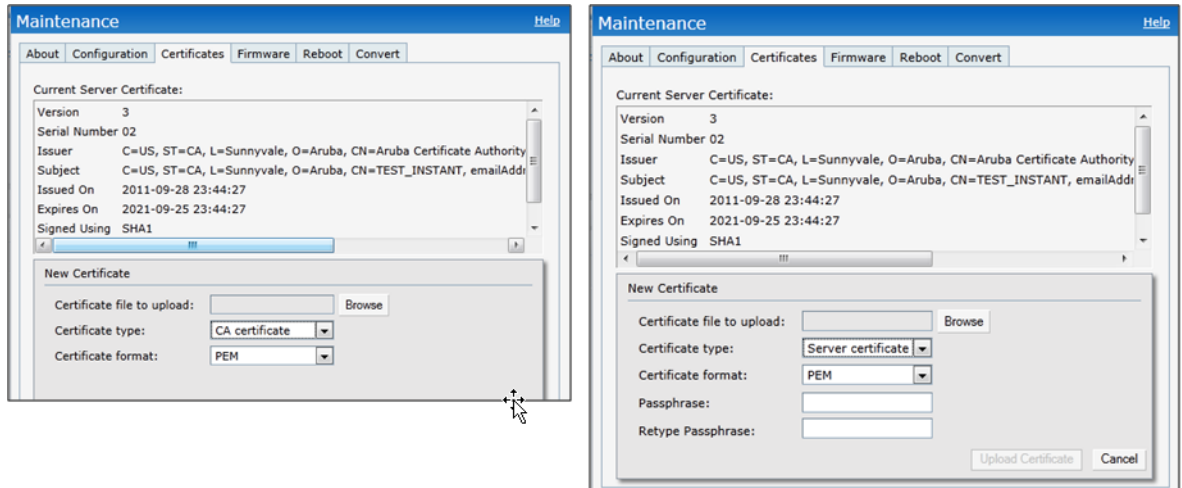 Maintenance Help
About Configuration Certificates Firmware Reboot Convert
Current Server Certificate:
Version 3
Serial Number 02
Issuer C=US, ST=CA, L=Sunnyvale, O=Aruba, CN=Aruba Certificate Authority
Subject C=US, ST=CA, L=Sunnyvale, O=Aruba, CN=TEST_INSTANT, emailAddr
Issued On 2011-09-28 23:44:27
Expires On 2021-09-25 23:44:27
Signed Using SHA1
New Certificate
Certificate file to upload: Browse
Certificate type: CA certificate
Certificate format: PEM
Maintenance Help
About Configuration Certificates Firmware Reboot Convert
Current Server Certificate:
Version 3
Serial Number 02
Issuer C=US, ST=CA, L=Sunnyvale, O=Aruba, CN=Aruba Certificate Authority
Subject C=US, ST=CA, L=Sunnyvale, O=Aruba, CN=TEST_INSTANT, emailAddr
Issued On 2011-09-28 23:44:27
Expires On 2021-09-25 23:44:27
Signed Using SHA1
New Certificate
Certificate file to upload: Browse
Certificate type: Server certificate
Certificate format: PEM
Passphrase:
Retype Passphrase:
Upload Certificate Cancel